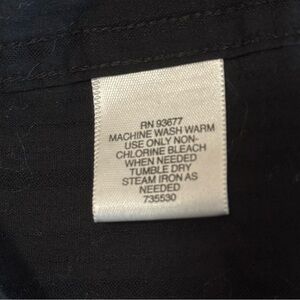 RN 93677
MACHINE WASH WARM
USE ONLY NON-
CHLORINE BLEACH
WHEN NEEDED
TUMBLE DRY
STEAM IRON AS
NEEDED
735530